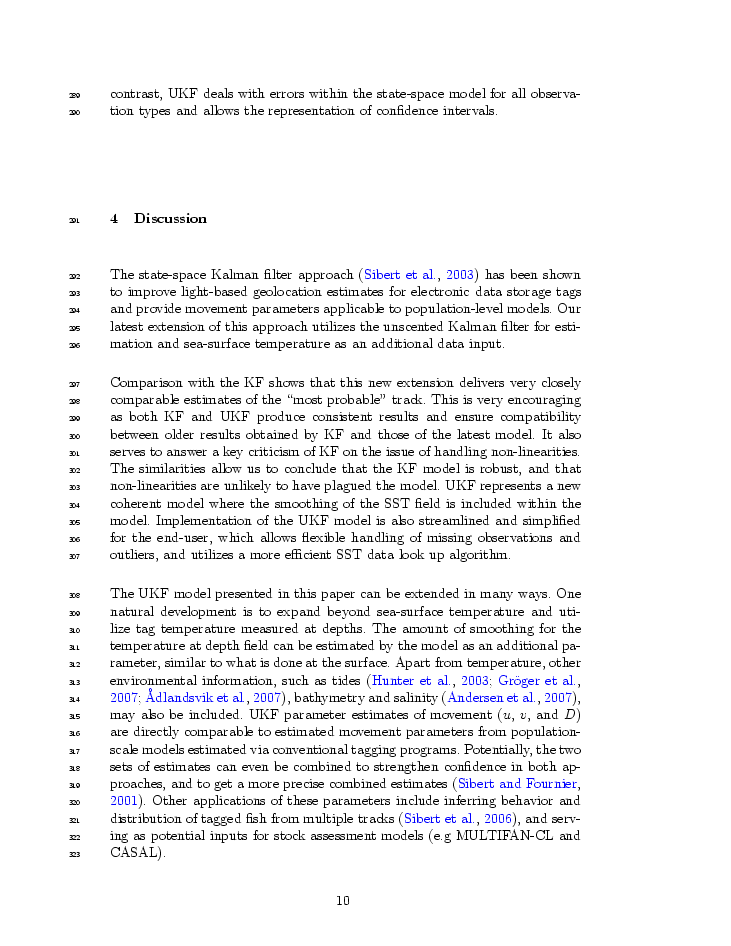 289 contrast, UKF deals with errors within the state-space model for all observa-
290 tion types and allows the representation of confidence intervals.
291 4 Discussion
292 The state-space Kalman filter approach (Sibert et al., 2003) has been shown
293 to improve light-based geolocation estimates for electronic data storage tags
294 and provide movement parameters applicable to population-level models. Our
295 latest extension of this approach utilizes the unscented Kalman filter for esti-
296 mation and sea-surface temperature as an additional data input.
297 Comparison with the KF shows that this new extension delivers very closely
298 comparable estimates of the “most probable” track. This is very encouraging
299 as both KF and UKF produce consistent results and ensure compatibility
300 between older results obtained by KF and those of the latest model. It also
301 serves to answer a key criticism of KF on the issue of handling non-linearities.
302 The similarities allow us to conclude that the KF model is robust, and that
303 non-linearities are unlikely to have plagued the model. UKF represents a new
304 coherent model where the smoothing of the SST field is included within the
305 model. Implementation of the UKF model is also streamlined and simplified
306 for the end-user, which allows flexible handling of missing observations and
307 outliers, and utilizes a more efficient SST data look up algorithm.
308 The UKF model presented in this paper can be extended in many ways. One
309 natural development is to expand beyond sea-surface temperature and uti-
310 lize tag temperature measured at depths. The amount of smoothing for the
311 temperature at depth field can be estimated by the model as an additional pa-
312 rameter, similar to what is done at the surface. Apart from temperature, other
313 environmental information, such as tides (Hunter et al., 2003; Gröger et al.,
314 2007; Ådlandsvik et al., 2007), bathymetry and salinity (Andersen et al., 2007),
315 may also be included. UKF parameter estimates of movement (u, v, and D)
316 are directly comparable to estimated movement parameters from population-
317 scale models estimated via conventional tagging programs. Potentially, the two
318 sets of estimates can even be combined to strengthen confidence in both ap-
319 proaches, and to get a more precise combined estimates (Sibert and Fournier,
320 2001). Other applications of these parameters include inferring behavior and
321 distribution of tagged fish from multiple tracks (Sibert et al., 2006), and serv-
322 ing as potential inputs for stock assessment models (e.g MULTIFAN-CL and
323 CASAL).
10